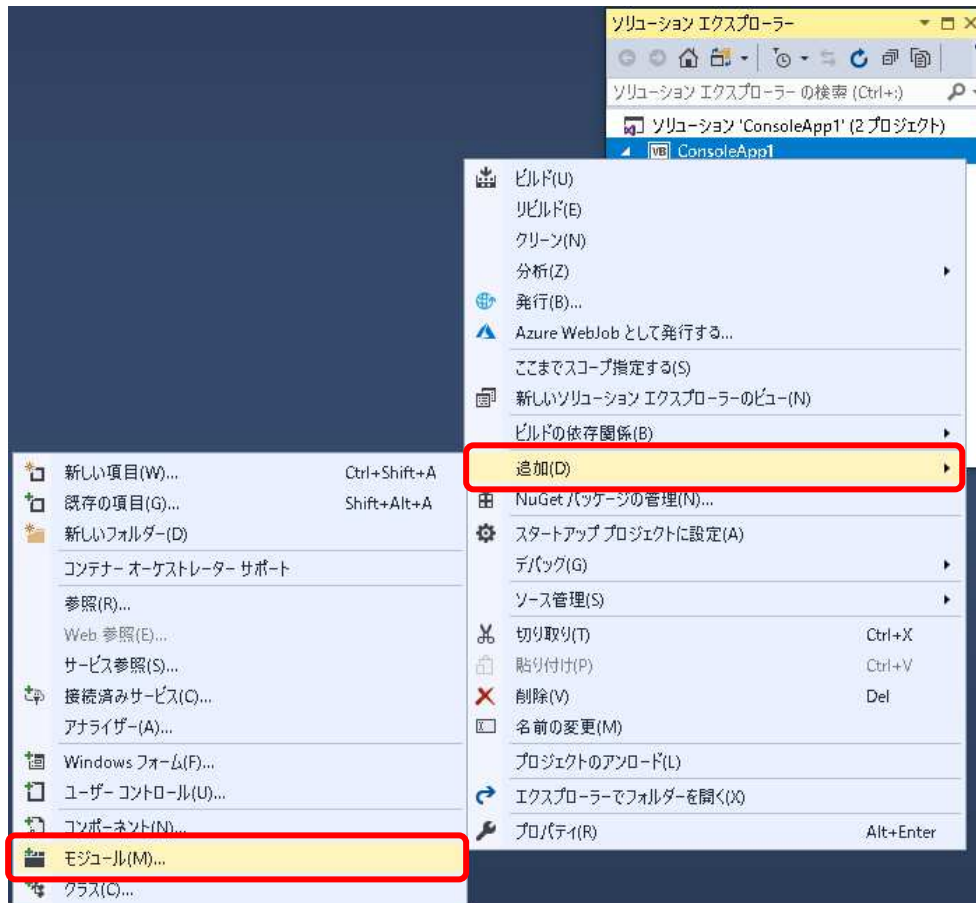 ソリューション エクスプローラー
ソリューション エクスプローラー の検索 (Ctrl+:)
ソリューション 'ConsoleApp1' (2 プロジェクト)
VB ConsoleApp1
ビルド(U)
リビルド(E)
クリーン(N)
分析(Z)
発行(B)...
Azure WebJob として発行する...
ここまでスコープ指定する(S)
新しいソリューション エクスプローラーのビュー(N)
ビルドの依存関係(B)
追加(D)
NuGet パッケージの管理(N)...
スタートアップ プロジェクトに設定(A)
デバッグ(G)
ソース管理(S)
切り取り(T) Ctrl+X
貼り付け(P) Ctrl+V
削除(V) Del
名前の変更(M)
プロジェクトのアンロード(L)
エクスプローラーでフォルダーを開く(X)
プロパティ(R) Alt+Enter
新しい項目(W)... Ctrl+Shift+A
既存の項目(G)... Shift+Alt+A
新しいフォルダー(D)
コンテナー オーケストレーター サポート
参照(R)...
Web 参照(E)...
サービス参照(S)...
接続済みサービス(C)...
アナライザー(A)...
Windows フォーム(F)...
ユーザー コントロール(U)...
コンポーネント(N)...
モジュール(M)...
クラス(C)...